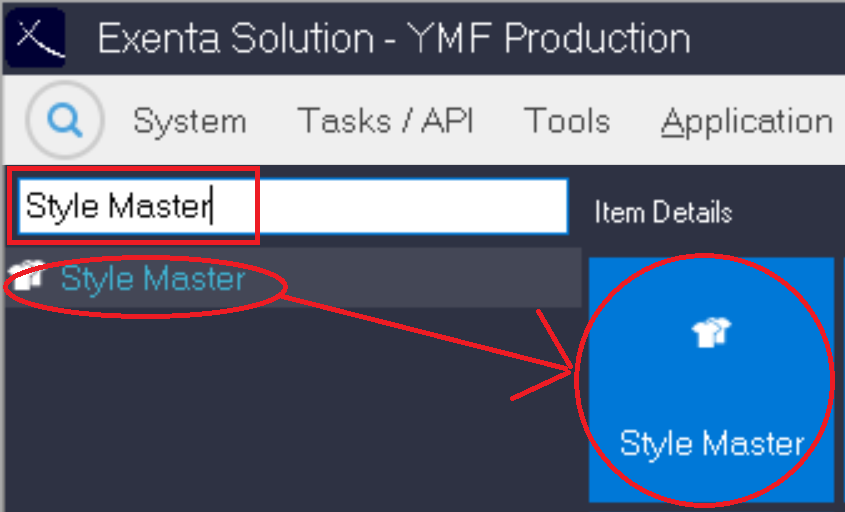 Exenta Solution - YMF Production
System Tasks / API Tools Application
Style Master
Item Details
Style Master
Style Master